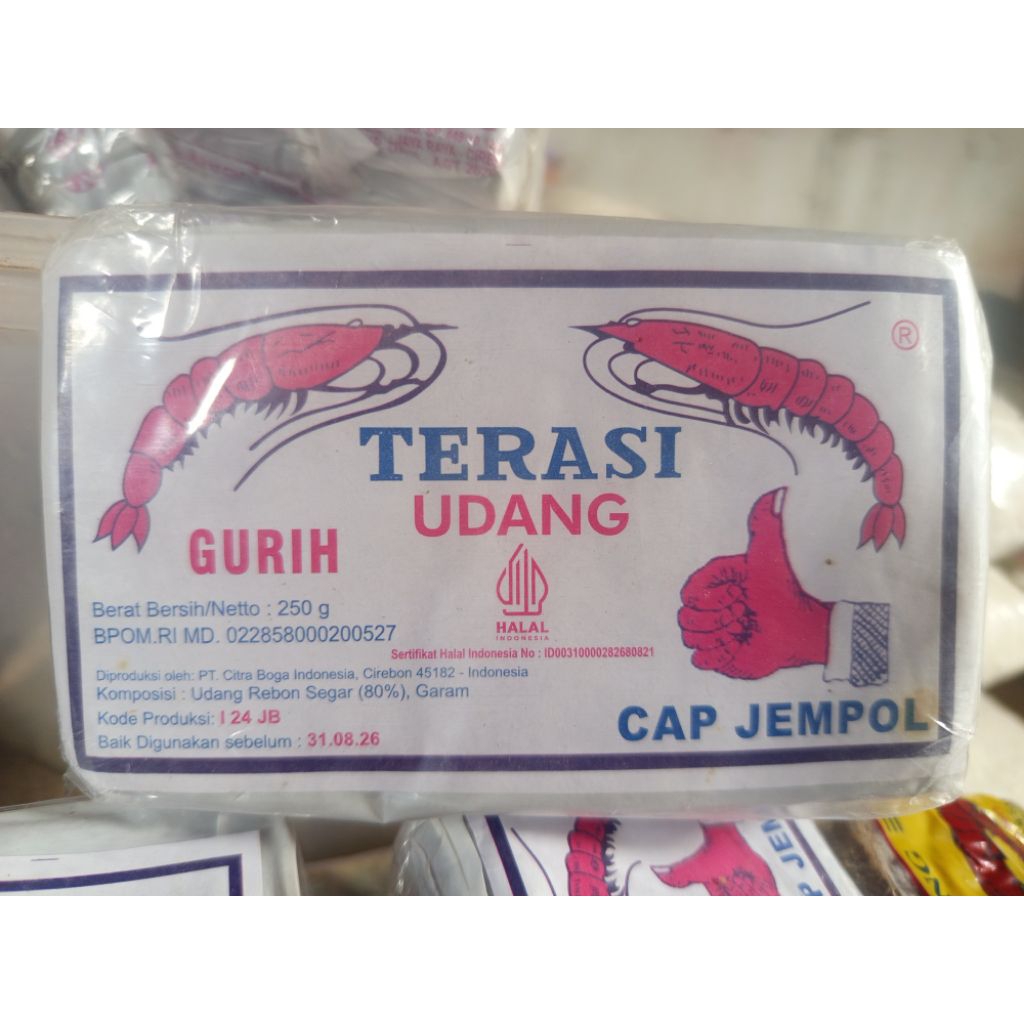 ®
TERASI
UDANG
GURIH
HALAL
INDONESIA
Berat Bersih/Netto : 250 g
BPOM.RI MD. 022858000200527
Sertifikat Halal Indonesia No : ID00310000282680821
Diproduksi oleh: PT. Citra Boga Indonesia, Cirebon 45182 - Indonesia
Komposisi : Udang Rebon Segar (80%), Garam
Kode Produksi: I 24 JB
Baik Digunakan sebelum : 31.08.26
CAP JEMPOL